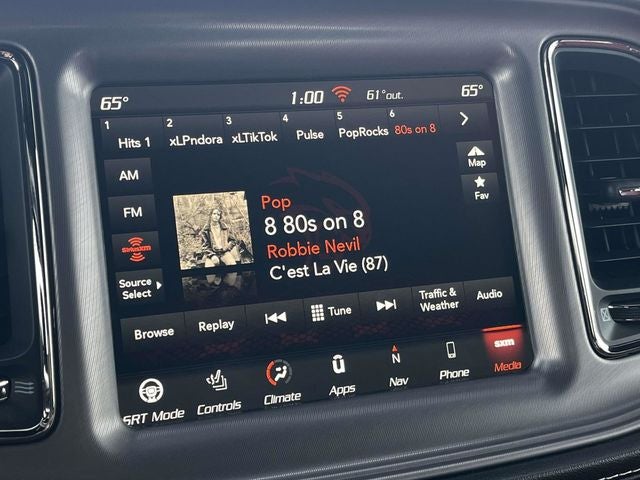 65°
1:00
61°out.
65°
1 Hits 1
2 xLPndora
3 xLTikTok
4 Pulse
5 PopRocks
6 80s on 8
AM
FM
siriusxm
Source
Select
Map
Fav
Pop
8 80s on 8
Robbie Nevil
C'est La Vie (87)
Browse
Replay
Tune
Traffic &
Weather
Audio
SRT Mode
Controls
Climate
Apps
N
Nav
Phone
sxm
Media